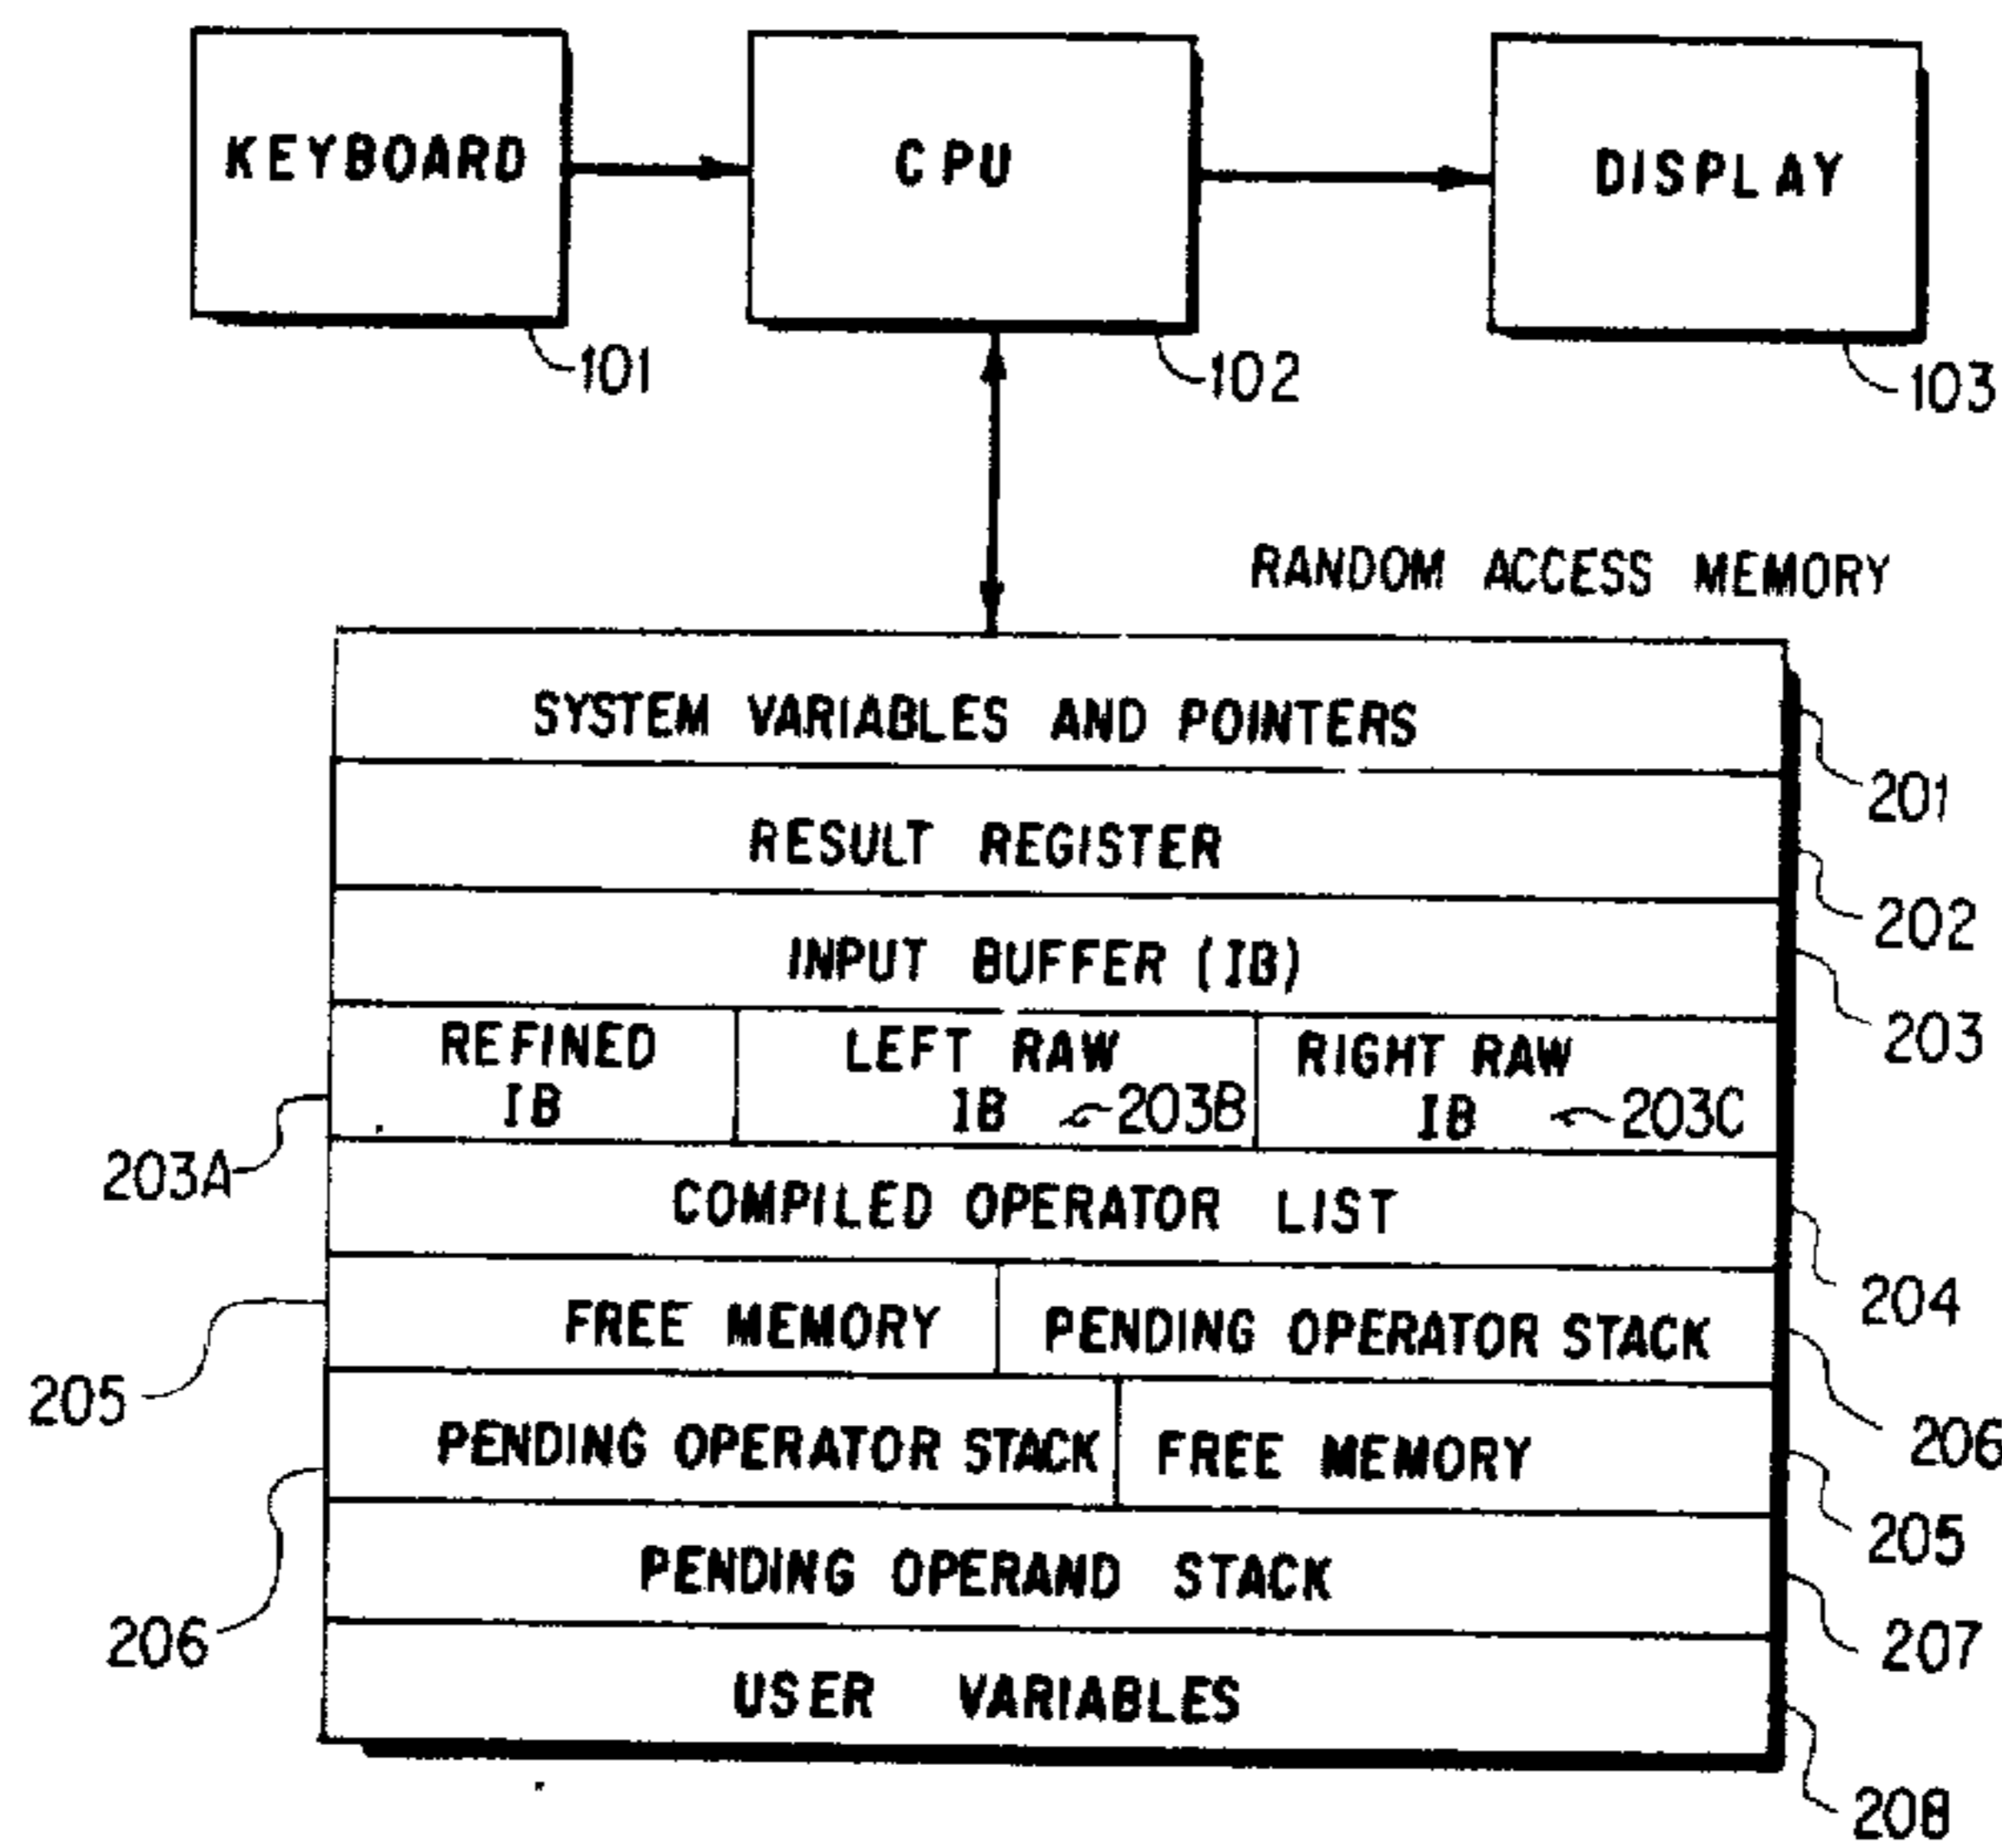 KEYBOARD
CPU
DISPLAY
101
102
103
RANDOM ACCESS MEMORY
SYSTEM VARIABLES AND POINTERS
201
RESULT REGISTER
202
INPUT BUFFER (IB)
203
REFINED
IB
203A
LEFT RAW
IB 203B
RIGHT RAW
IB 203C
COMPILED OPERATOR LIST
204
205
FREE MEMORY
PENDING OPERATOR STACK
206
206
PENDING OPERATOR STACK
FREE MEMORY
205
PENDING OPERAND STACK
207
USER VARIABLES
208